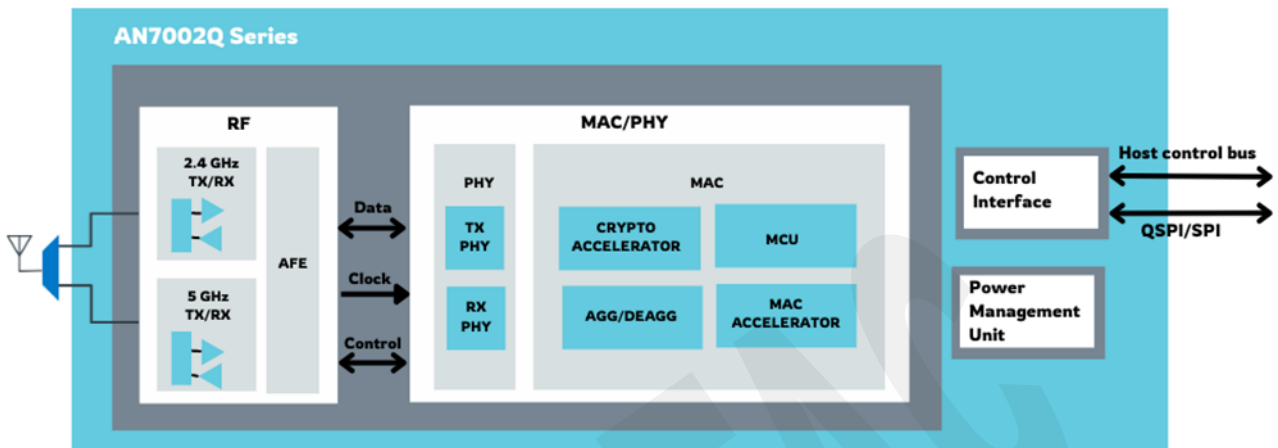 AN7002Q Series
RF
2.4 GHz
TX/RX
5 GHz
TX/RX
AFE
Data
Clock
Control
MAC/PHY
PHY
TX
PHY
RX
PHY
MAC
CRYPTO
ACCELERATOR
MCU
AGG/DEAGG
MAC
ACCELERATOR
Control
Interface
Host control bus
QSPI/SPI
Power
Management
Unit